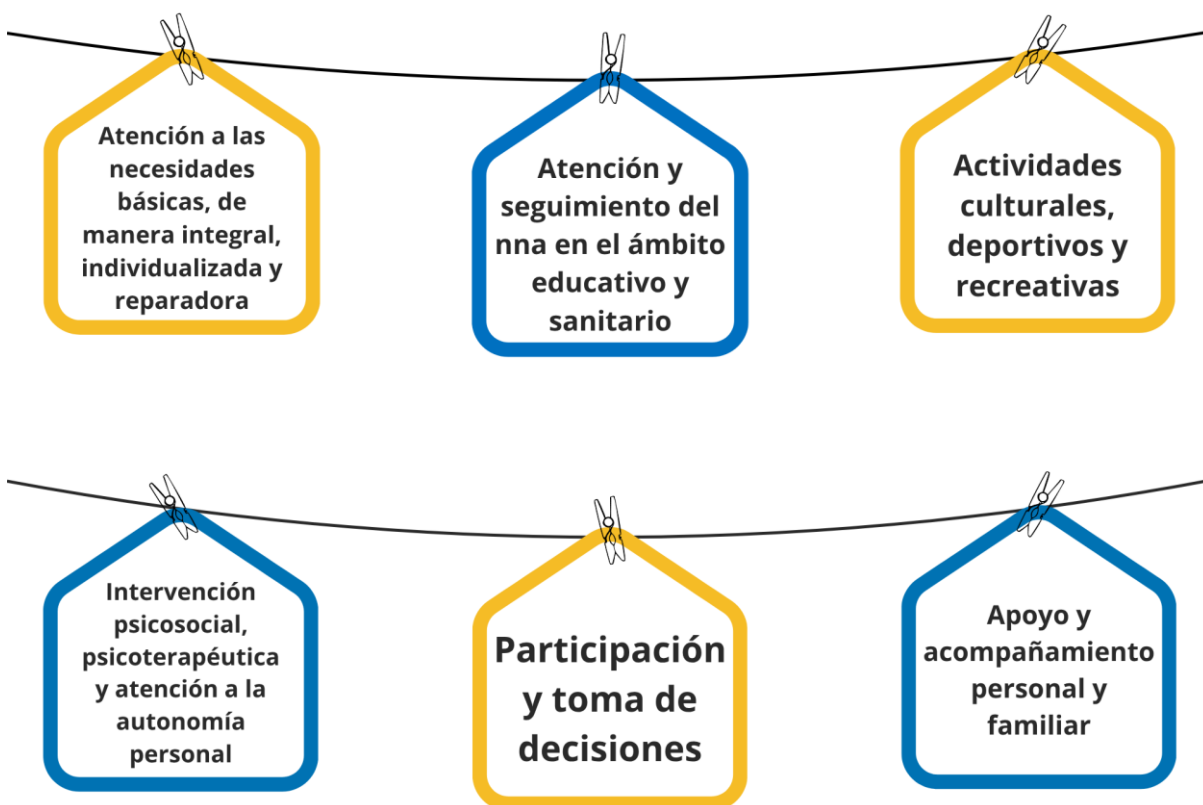 Atención a las
necesidades
básicas, de
manera integral,
individualizada y
reparadora
Atención y
seguimiento del
nna en el ámbito
educativo y
sanitario
Actividades
culturales,
deportivos y
recreativas
Intervención
psicosocial,
psicoterapéutica
y atención a la
autonomía
personal
Participación
y toma de
decisiones
Apoyo y
acompañamiento
personal y
familiar